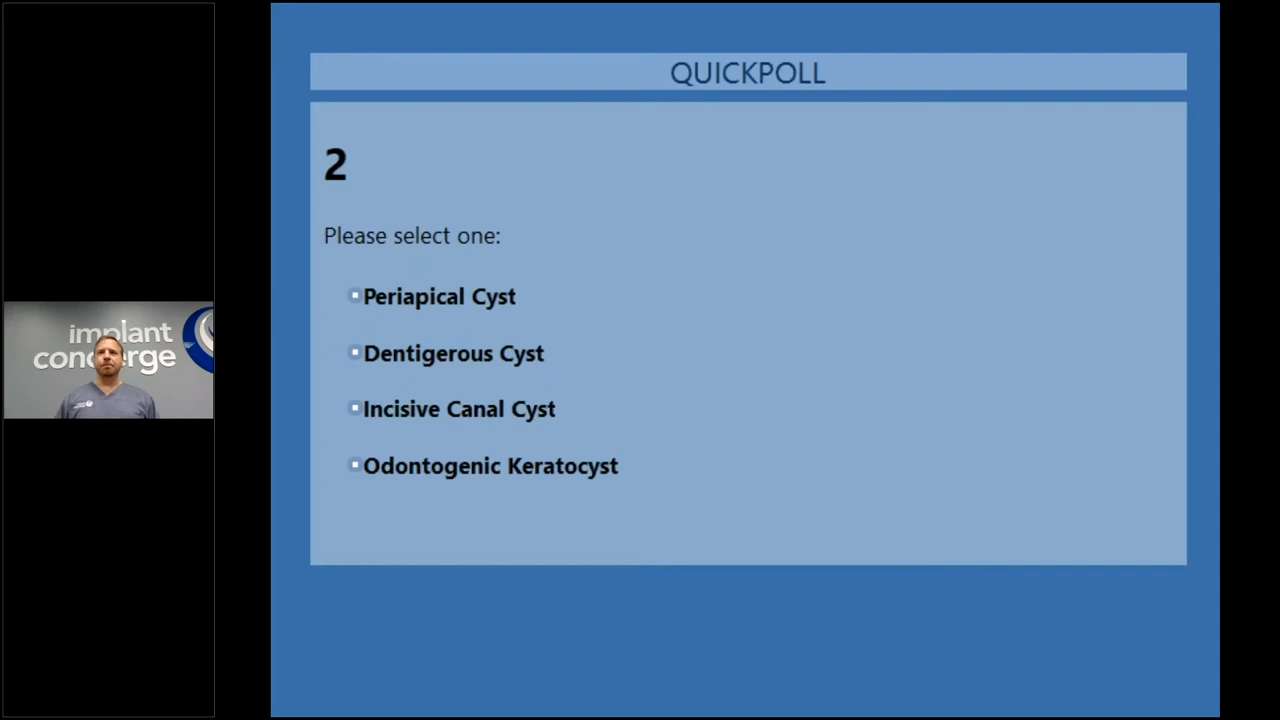 QUICKPOLL
2
Please select one:
Periapical Cyst
Dentigerous Cyst
Incisive Canal Cyst
Odontogenic Keratocyst
implant
concierge